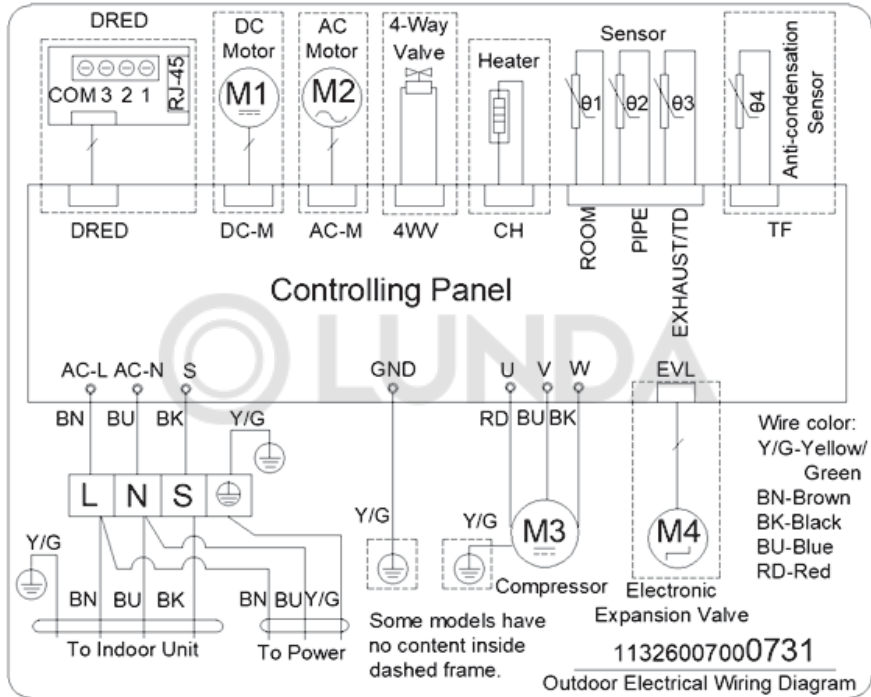 DRED
DC
Motor
AC
Motor
4-Way
Valve
Heater
Sensor
Anti-condensation
Sensor
COM 3 2 1
RJ-45
M1
M2
θ1
θ2
θ3
θ4
DRED
DC-M
AC-M
4WV
CH
ROOM
PIPE
EXHAUST/TD
TF
Controlling Panel
LUNDA
AC-L
AC-N
S
GND
U
V
W
EVL
BN
BU
BK
Y/G
RD
BU
BK
L
N
S
Y/G
Y/G
Y/G
M3
M4
Compressor
Electronic
Expansion Valve
Wire color:
Y/G-Yellow/
Green
BN-Brown
BK-Black
BU-Blue
RD-Red
BN
BU
BK
BN
BU
Y/G
To Indoor Unit
To Power
Some models have
no content inside
dashed frame.
11326007000731
Outdoor Electrical Wiring Diagram